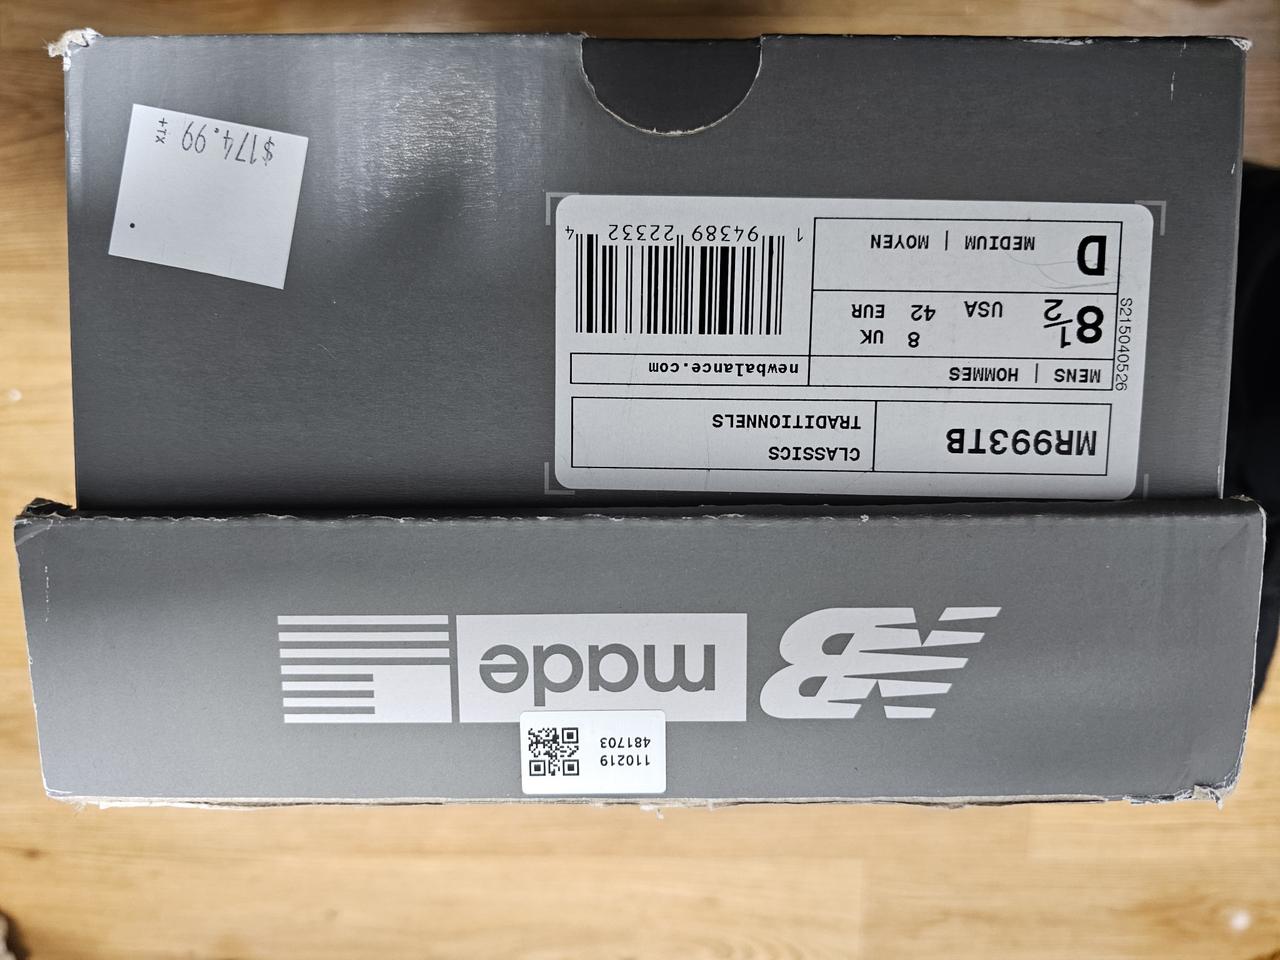 NB
made
110219
481703
MR993TB
CLASSICS
TRADITIONNELS
MENS | HOMMES
newbalance.com
8½ USA
8 UK
42 EUR
D MEDIUM | MOYEN
1 94389 22332 4
S215040526
$174.99
+TX